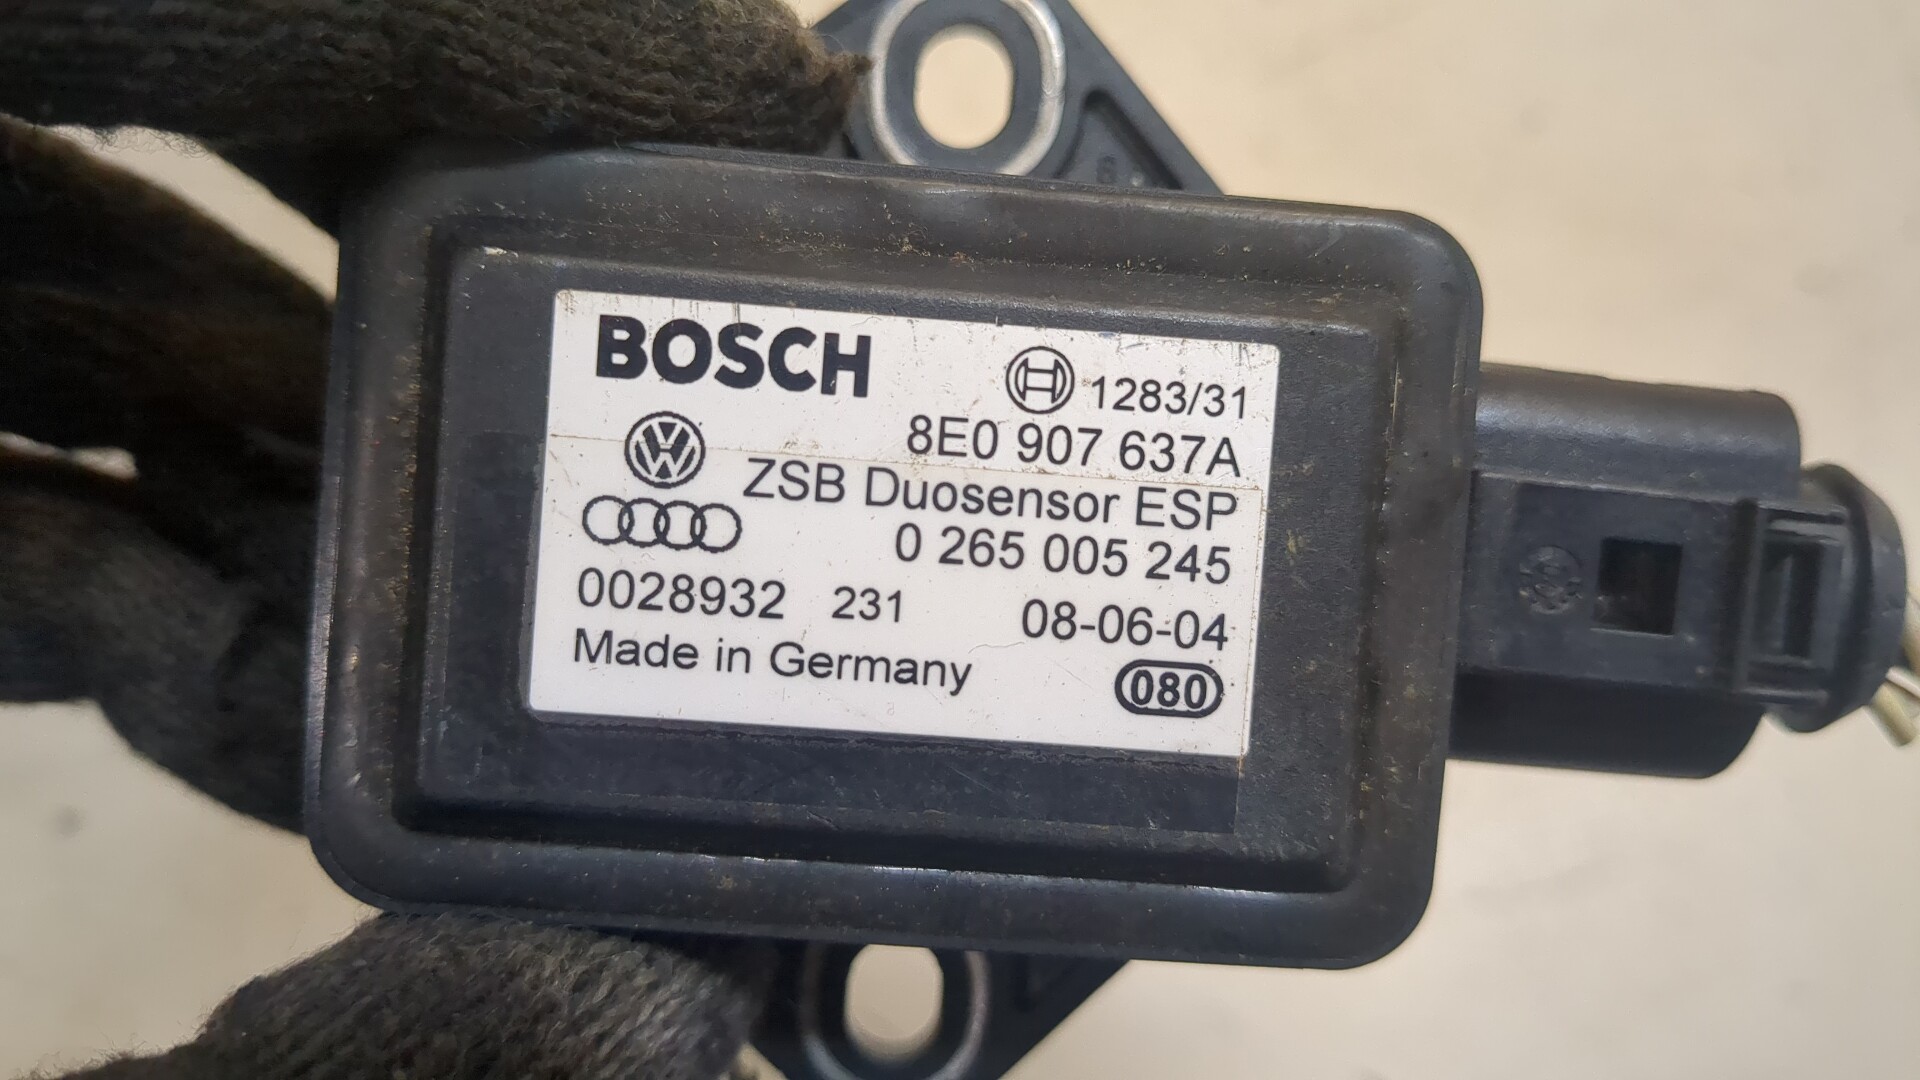 BOSCH 1283/31
8E0 907 637A
ZSB Duosensor ESP
0 265 005 245
0028932 231 08-06-04
Made in Germany 080